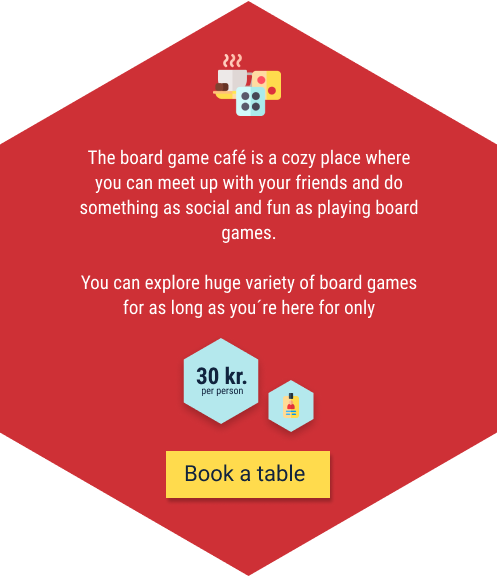 The board game café is a cozy place where
you can meet up with your friends and do
something as social and fun as playing board
games.
You can explore huge variety of board games
for as long as you´re here for only
30 kr.
per person
Book a table